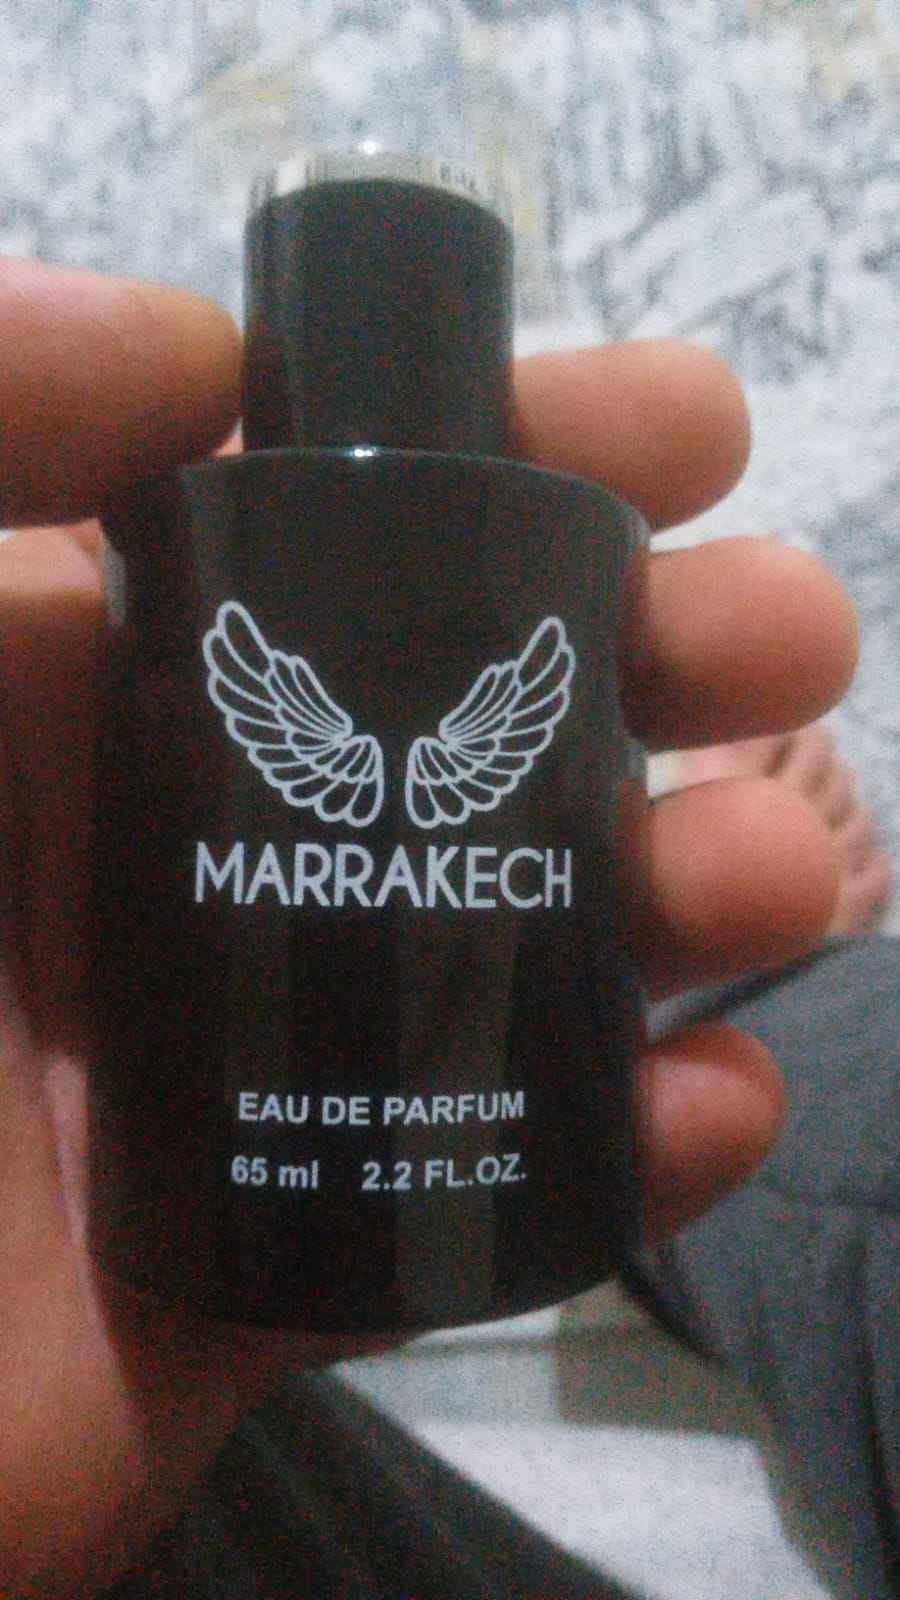 MARRAKECH
EAU DE PARFUM
65 ml 2.2 FL.OZ.